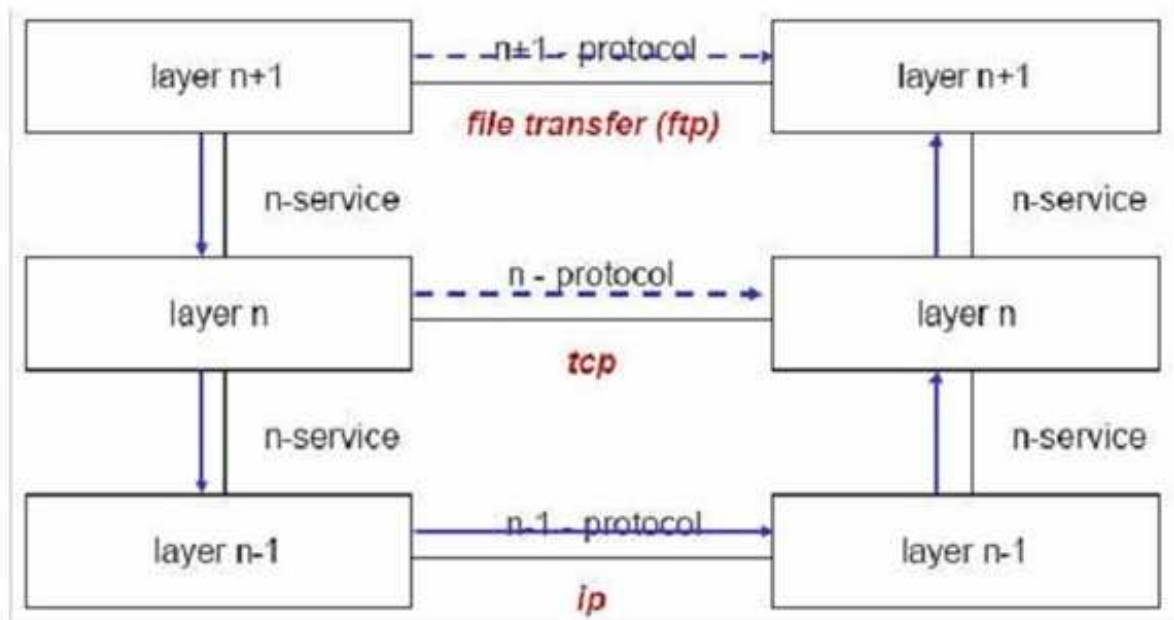 layer n+1
n+1 - protocol
layer n+1
file transfer (ftp)
n-service
n-service
layer n
n - protocol
layer n
tcp
n-service
n-service
layer n-1
n-1 - protocol
layer n-1
ip